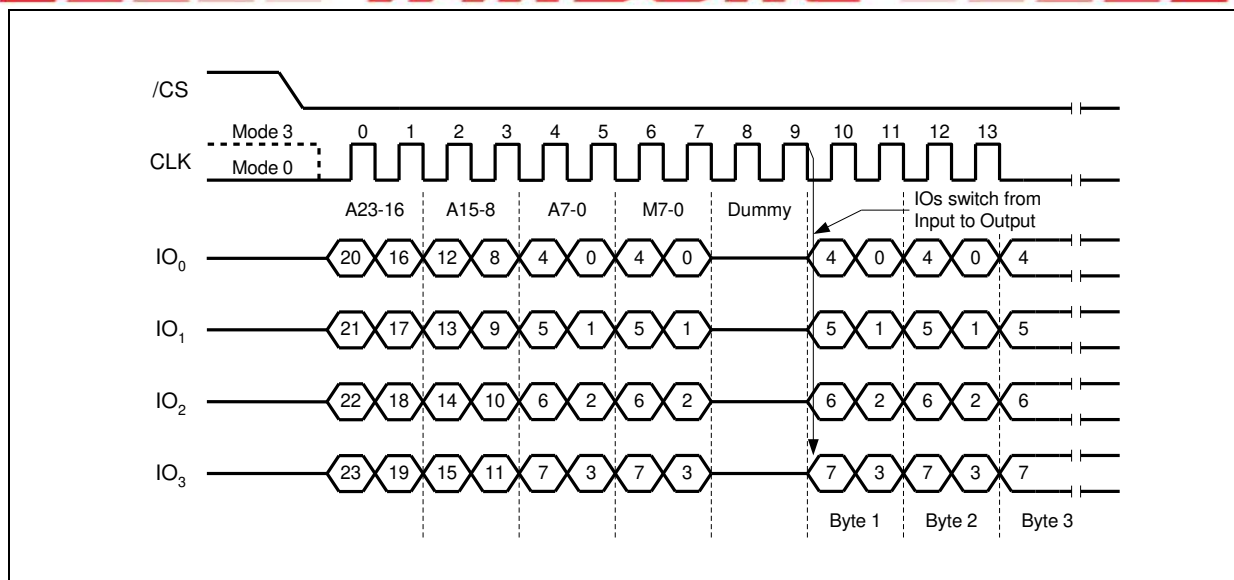 /CS
Mode 3
0 1 2 3 4 5 6 7 8 9 10 11 12 13
CLK
Mode 0
A23-16 A15-8 A7-0 M7-0 Dummy
IOs switch from
Input to Output
IO0 20 16 12 8 4 0 4 0 4 0 4 0 4
IO1 21 17 13 9 5 1 5 1 5 1 5 1 5
IO2 22 18 14 10 6 2 6 2 6 2 6 2 6
IO3 23 19 15 11 7 3 7 3 7 3 7 3 7
Byte 1 Byte 2 Byte 3